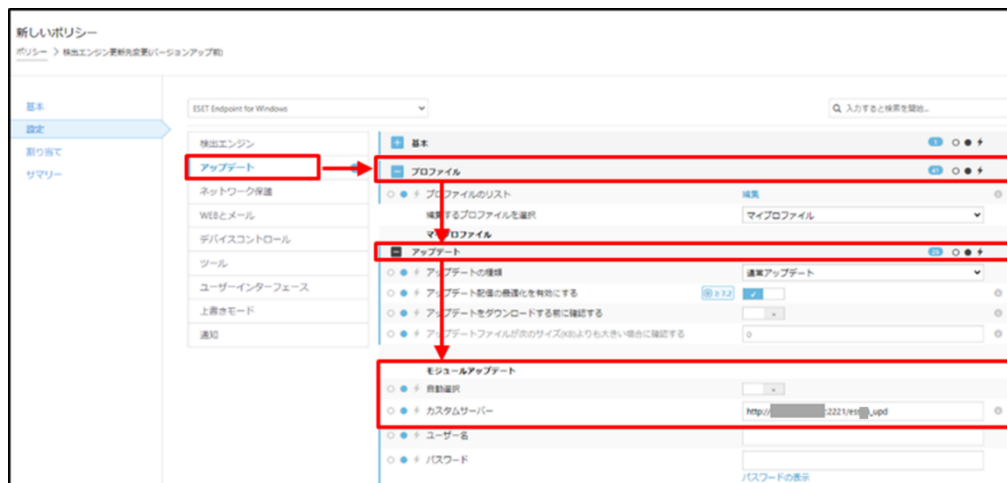 新しいポリシー
ポリシー > 検出エンジン更新先変更(バージョンアップ前)
基本
設定
割り当て
サマリー
ESET Endpoint for Windows
入力すると検索を開始...
検出エンジン
アップデート
ネットワーク保護
WEBとメール
デバイスコントロール
ツール
ユーザーインターフェース
上書きモード
通知
基本
プロファイル
プロファイルのリスト 編集
編集するプロファイルを選択 マイプロファイル
マイプロファイル
アップデート
アップデートの種類 通常アップデート
アップデート配信の最適化を有効にする ≥ 7.2
アップデートをダウンロードする前に確認する
アップデートファイルが次のサイズ(KB)よりも大きい場合に確認する 0
モジュールアップデート
自動選択
カスタムサーバー http:// :2221/es _upd
ユーザー名
パスワード
パスワードの表示